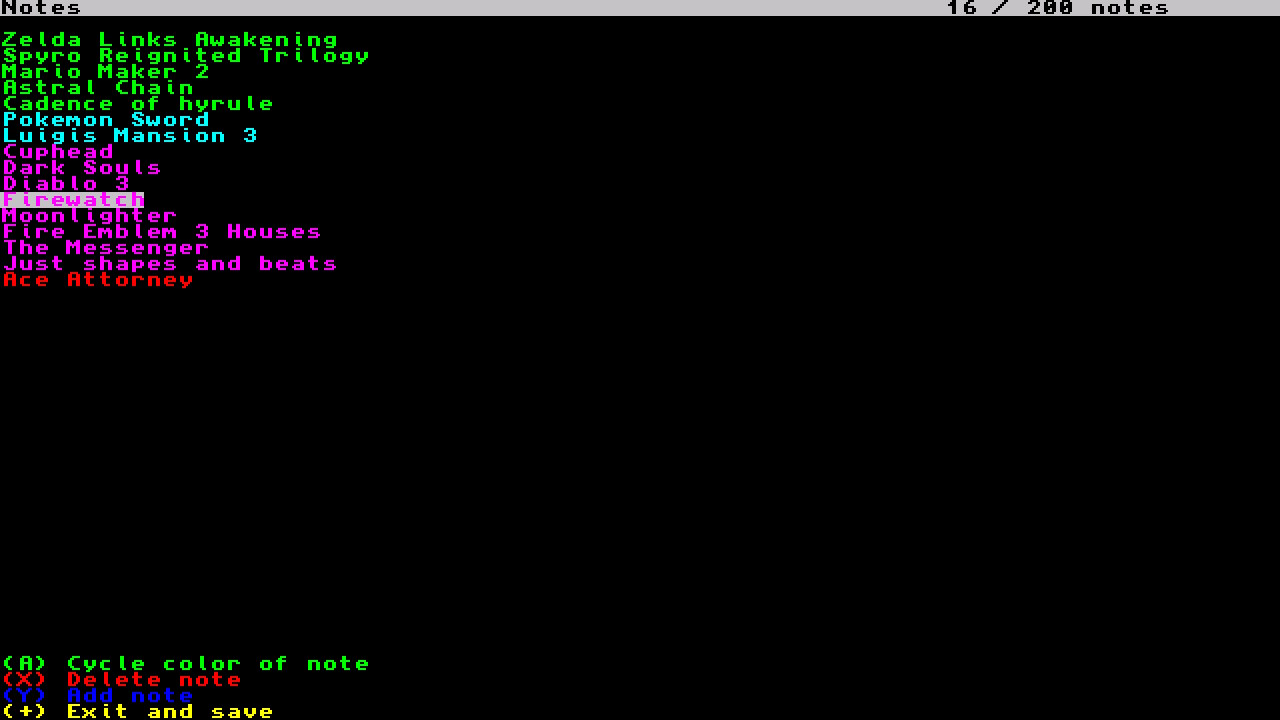 Notes 16 / 200 notes
Zelda Links Awakening
Spyro Reignited Trilogy
Mario Maker 2
Astral Chain
Cadence of hyrule
Pokemon Sword
Luigis Mansion 3
Cuphead
Dark Souls
Diablo 3
Firewatch
Moonlighter
Fire Emblem 3 Houses
The Messenger
Just shapes and beats
Ace Attorney
(A) Cycle color of note
(X) Delete note
(Y) Add note
(+) Exit and save